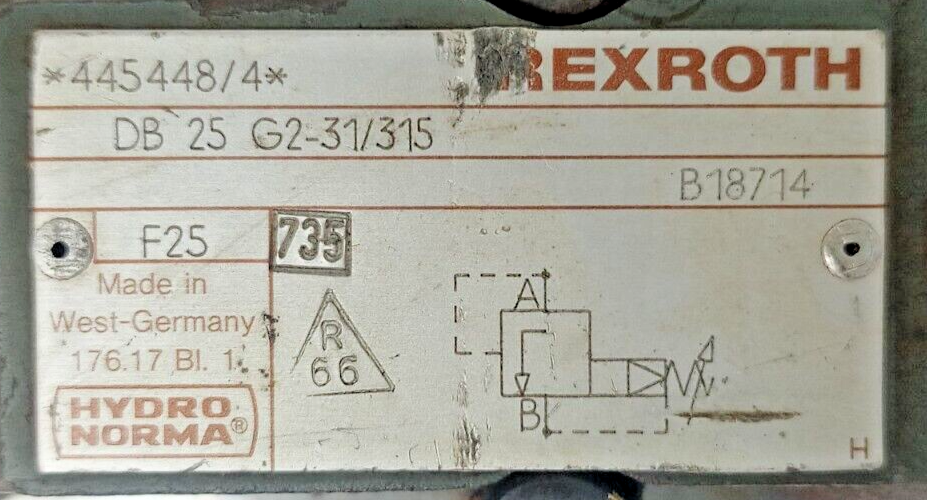 *445448/4*
REXROTH
DB 25 G2-31/315
B18714
F25
735
Made in
West-Germany
176.17 Bl. 1.
HYDRO
NORMA®
R
66
A
B
H